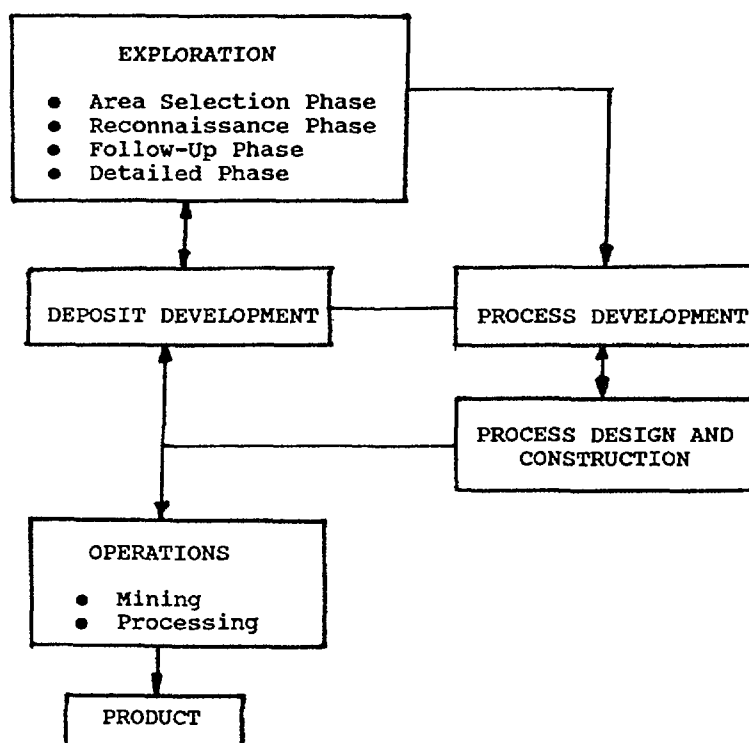 EXPLORATION
● Area Selection Phase
● Reconnaissance Phase
● Follow-Up Phase
● Detailed Phase
DEPOSIT DEVELOPMENT
PROCESS DEVELOPMENT
PROCESS DESIGN AND
CONSTRUCTION
OPERATIONS
● Mining
● Processing
PRODUCT